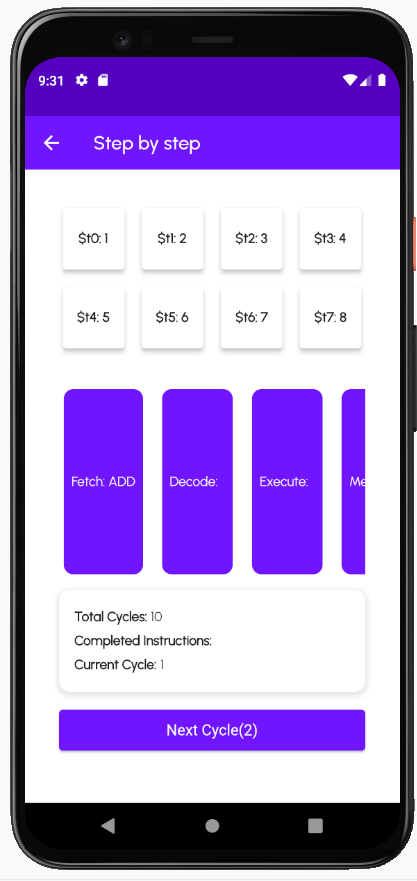 9:31
Step by step
$t0: 1 $t1: 2 $t2: 3 $t3: 4
$t4: 5 $t5: 6 $t6: 7 $t7: 8
Fetch: ADD Decode: Execute: Me
Total Cycles: 10
Completed Instructions:
Current Cycle: 1
Next Cycle(2)